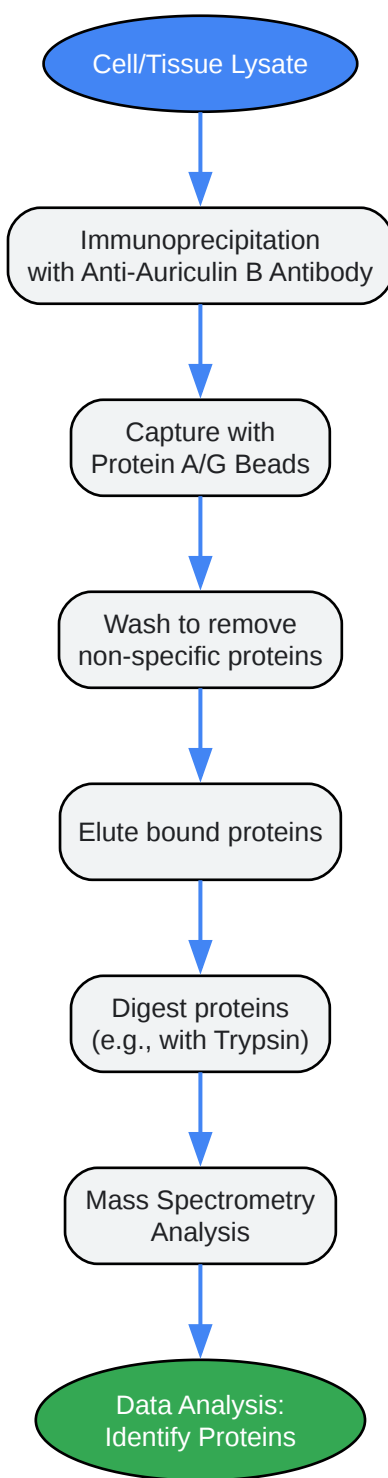 Cell/Tissue Lysate
Immunoprecipitation
with Anti-Auriculin B Antibody
Capture with
Protein A/G Beads
Wash to remove
non-specific proteins
Elute bound proteins
Digest proteins
(e.g., with Trypsin)
Mass Spectrometry
Analysis
Data Analysis:
Identify Proteins